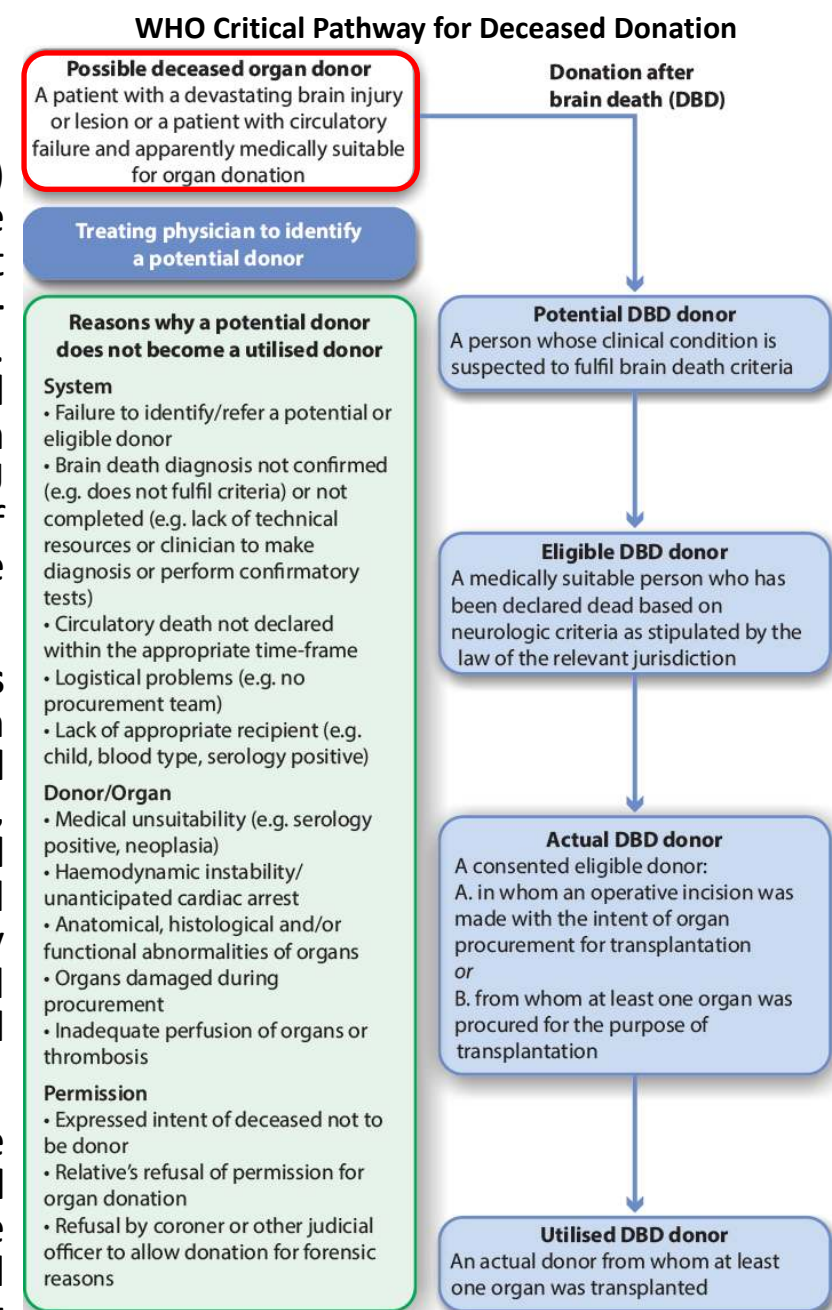 WHO Critical Pathway for Deceased Donation
Possible deceased organ donor
A patient with a devastating brain injury
or lesion or a patient with circulatory
failure and apparently medically suitable
for organ donation
Donation after
brain death (DBD)
Treating physician to identify
a potential donor
Reasons why a potential donor
does not become a utilised donor
System
• Failure to identify/refer a potential or
eligible donor
• Brain death diagnosis not confirmed
(e.g. does not fulfil criteria) or not
completed (e.g. lack of technical
resources or clinician to make
diagnosis or perform confirmatory
tests)
• Circulatory death not declared
within the appropriate time-frame
• Logistical problems (e.g. no
procurement team)
• Lack of appropriate recipient (e.g.
child, blood type, serology positive)
Donor/Organ
• Medical unsuitability (e.g. serology
positive, neoplasia)
• Haemodynamic instability/
unanticipated cardiac arrest
• Anatomical, histological and/or
functional abnormalities of organs
• Organs damaged during
procurement
• Inadequate perfusion of organs or
thrombosis
Permission
• Expressed intent of deceased not to
be donor
• Relative's refusal of permission for
organ donation
• Refusal by coroner or other judicial
officer to allow donation for forensic
reasons
Potential DBD donor
A person whose clinical condition is
suspected to fulfil brain death criteria
Eligible DBD donor
A medically suitable person who has
been declared dead based on
neurologic criteria as stipulated by the
law of the relevant jurisdiction
Actual DBD donor
A consented eligible donor:
A. in whom an operative incision was
made with the intent of organ
procurement for transplantation
or
B. from whom at least one organ was
procured for the purpose of
transplantation
Utilised DBD donor
An actual donor from whom at least
one organ was transplanted